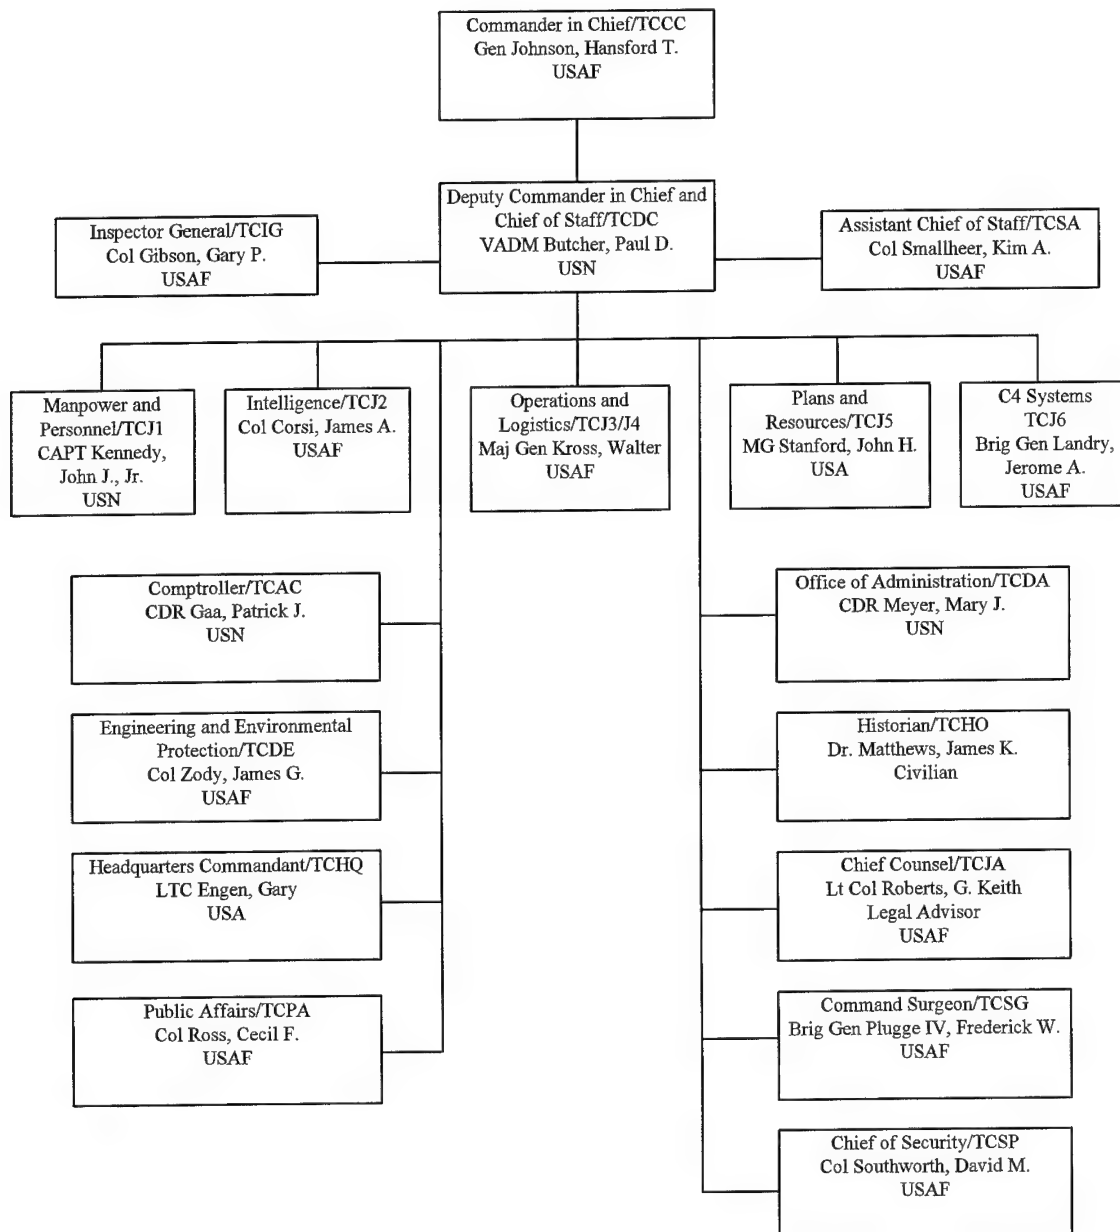 Commander in Chief/TCCC
Gen Johnson, Hansford T.
USAF
Deputy Commander in Chief and
Chief of Staff/TCDC
VADM Butcher, Paul D.
USN
Inspector General/TCIG
Col Gibson, Gary P.
USAF
Assistant Chief of Staff/TCSA
Col Smallheer, Kim A.
USAF
Manpower and
Personnel/TCJ1
CAPT Kennedy,
John J., Jr.
USN
Intelligence/TCJ2
Col Corsi, James A.
USAF
Operations and
Logistics/TCJ3/J4
Maj Gen Kross, Walter
USAF
Plans and
Resources/TCJ5
MG Stanford, John H.
USA
C4 Systems
TCJ6
Brig Gen Landry,
Jerome A.
USAF
Comptroller/TCAC
CDR Gaa, Patrick J.
USN
Engineering and Environmental
Protection/TCDE
Col Zody, James G.
USAF
Headquarters Commandant/TCHQ
LTC Engen, Gary
USA
Public Affairs/TCPA
Col Ross, Cecil F.
USAF
Office of Administration/TCDA
CDR Meyer, Mary J.
USN
Historian/TCHO
Dr. Matthews, James K.
Civilian
Chief Counsel/TCJA
Lt Col Roberts, G. Keith
Legal Advisor
USAF
Command Surgeon/TCSG
Brig Gen Plugge IV, Frederick W.
USAF
Chief of Security/TCSP
Col Southworth, David M.
USAF